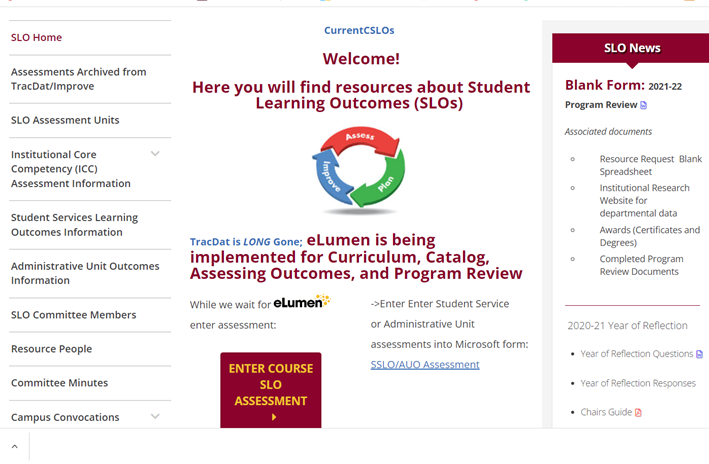 SLO Home
Assessments Archived from
TracDat/Improve
SLO Assessment Units
Institutional Core
Competency (ICC)
Assessment Information
Student Services Learning
Outcomes Information
Administrative Unit Outcomes
Information
SLO Committee Members
Resource People
Committee Minutes
Campus Convocations
CurrentCSLOs
Welcome!
Here you will find resources about Student
Learning Outcomes (SLOs)
Assess
Plan
Improve
TracDat is LONG Gone; eLumen is being
implemented for Curriculum, Catalog,
Assessing Outcomes, and Program Review
While we wait for eLumen
enter assessment:
ENTER COURSE
SLO
ASSESSMENT
->Enter Enter Student Service
or Administrative Unit
assessments into Microsoft form:
SSLO/AUO Assessment
SLO News
Blank Form: 2021-22
Program Review
Associated documents
Resource Request Blank
Spreadsheet
Institutional Research
Website for
departmental data
Awards (Certificates and
Degrees)
Completed Program
Review Documents
2020-21 Year of Reflection
Year of Reflection Questions
Year of Reflection Responses
Chairs Guide